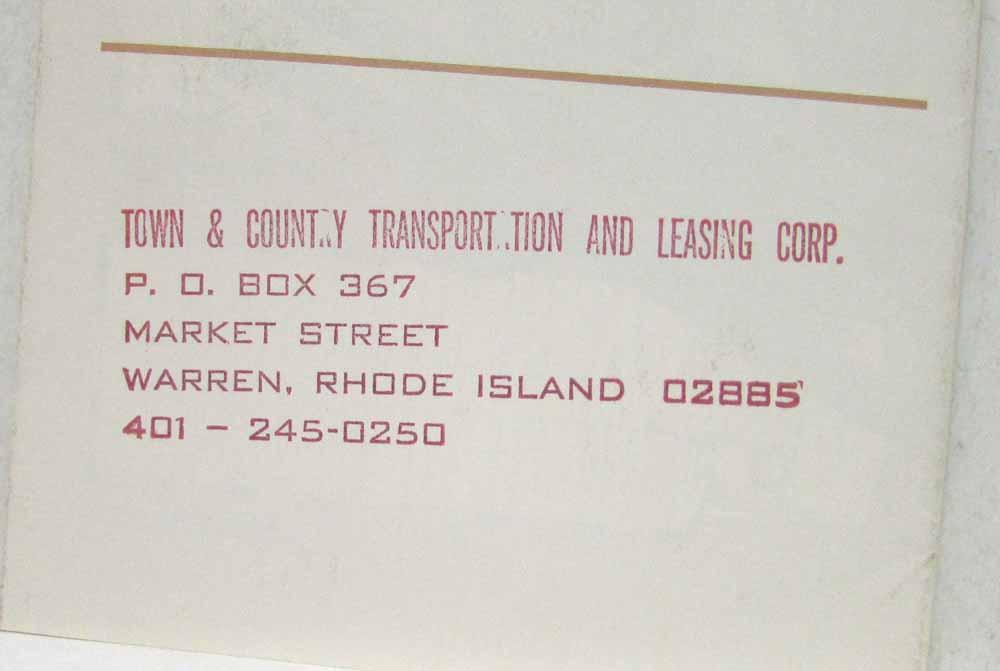 TOWN & COUNTRY TRANSPORTATION AND LEASING CORP.
P. O. BOX 367
MARKET STREET
WARREN, RHODE ISLAND 02885
401 - 245-0250